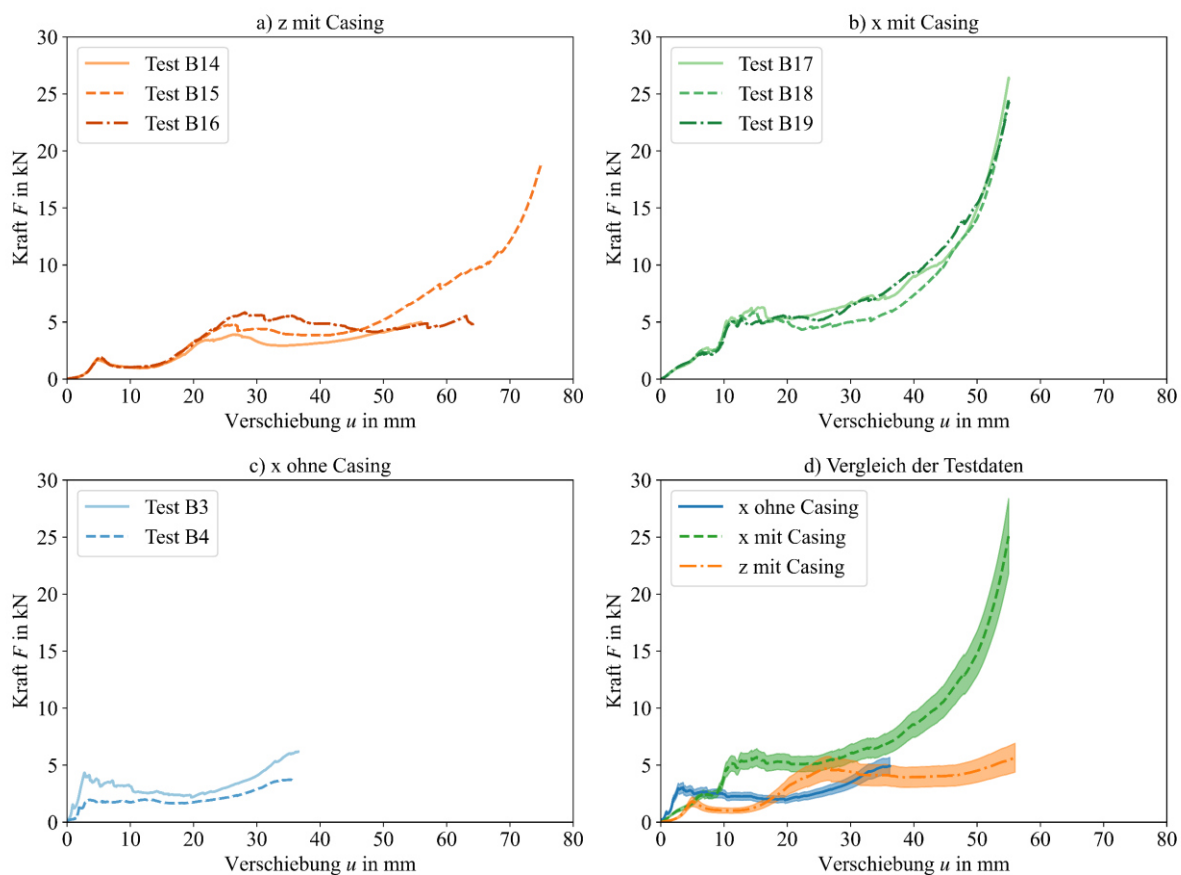 a) z mit Casing
30
25
20
15
10
5
0
Kraft F in kN
Test B14
Test B15
Test B16
0 10 20 30 40 50 60 70 80
Verschiebung u in mm
b) x mit Casing
30
25
20
15
10
5
0
Kraft F in kN
Test B17
Test B18
Test B19
0 10 20 30 40 50 60 70 80
Verschiebung u in mm
c) x ohne Casing
30
25
20
15
10
5
0
Kraft F in kN
Test B3
Test B4
0 10 20 30 40 50 60 70 80
Verschiebung u in mm
d) Vergleich der Testdaten
30
25
20
15
10
5
0
Kraft F in kN
x ohne Casing
x mit Casing
z mit Casing
0 10 20 30 40 50 60 70 80
Verschiebung u in mm